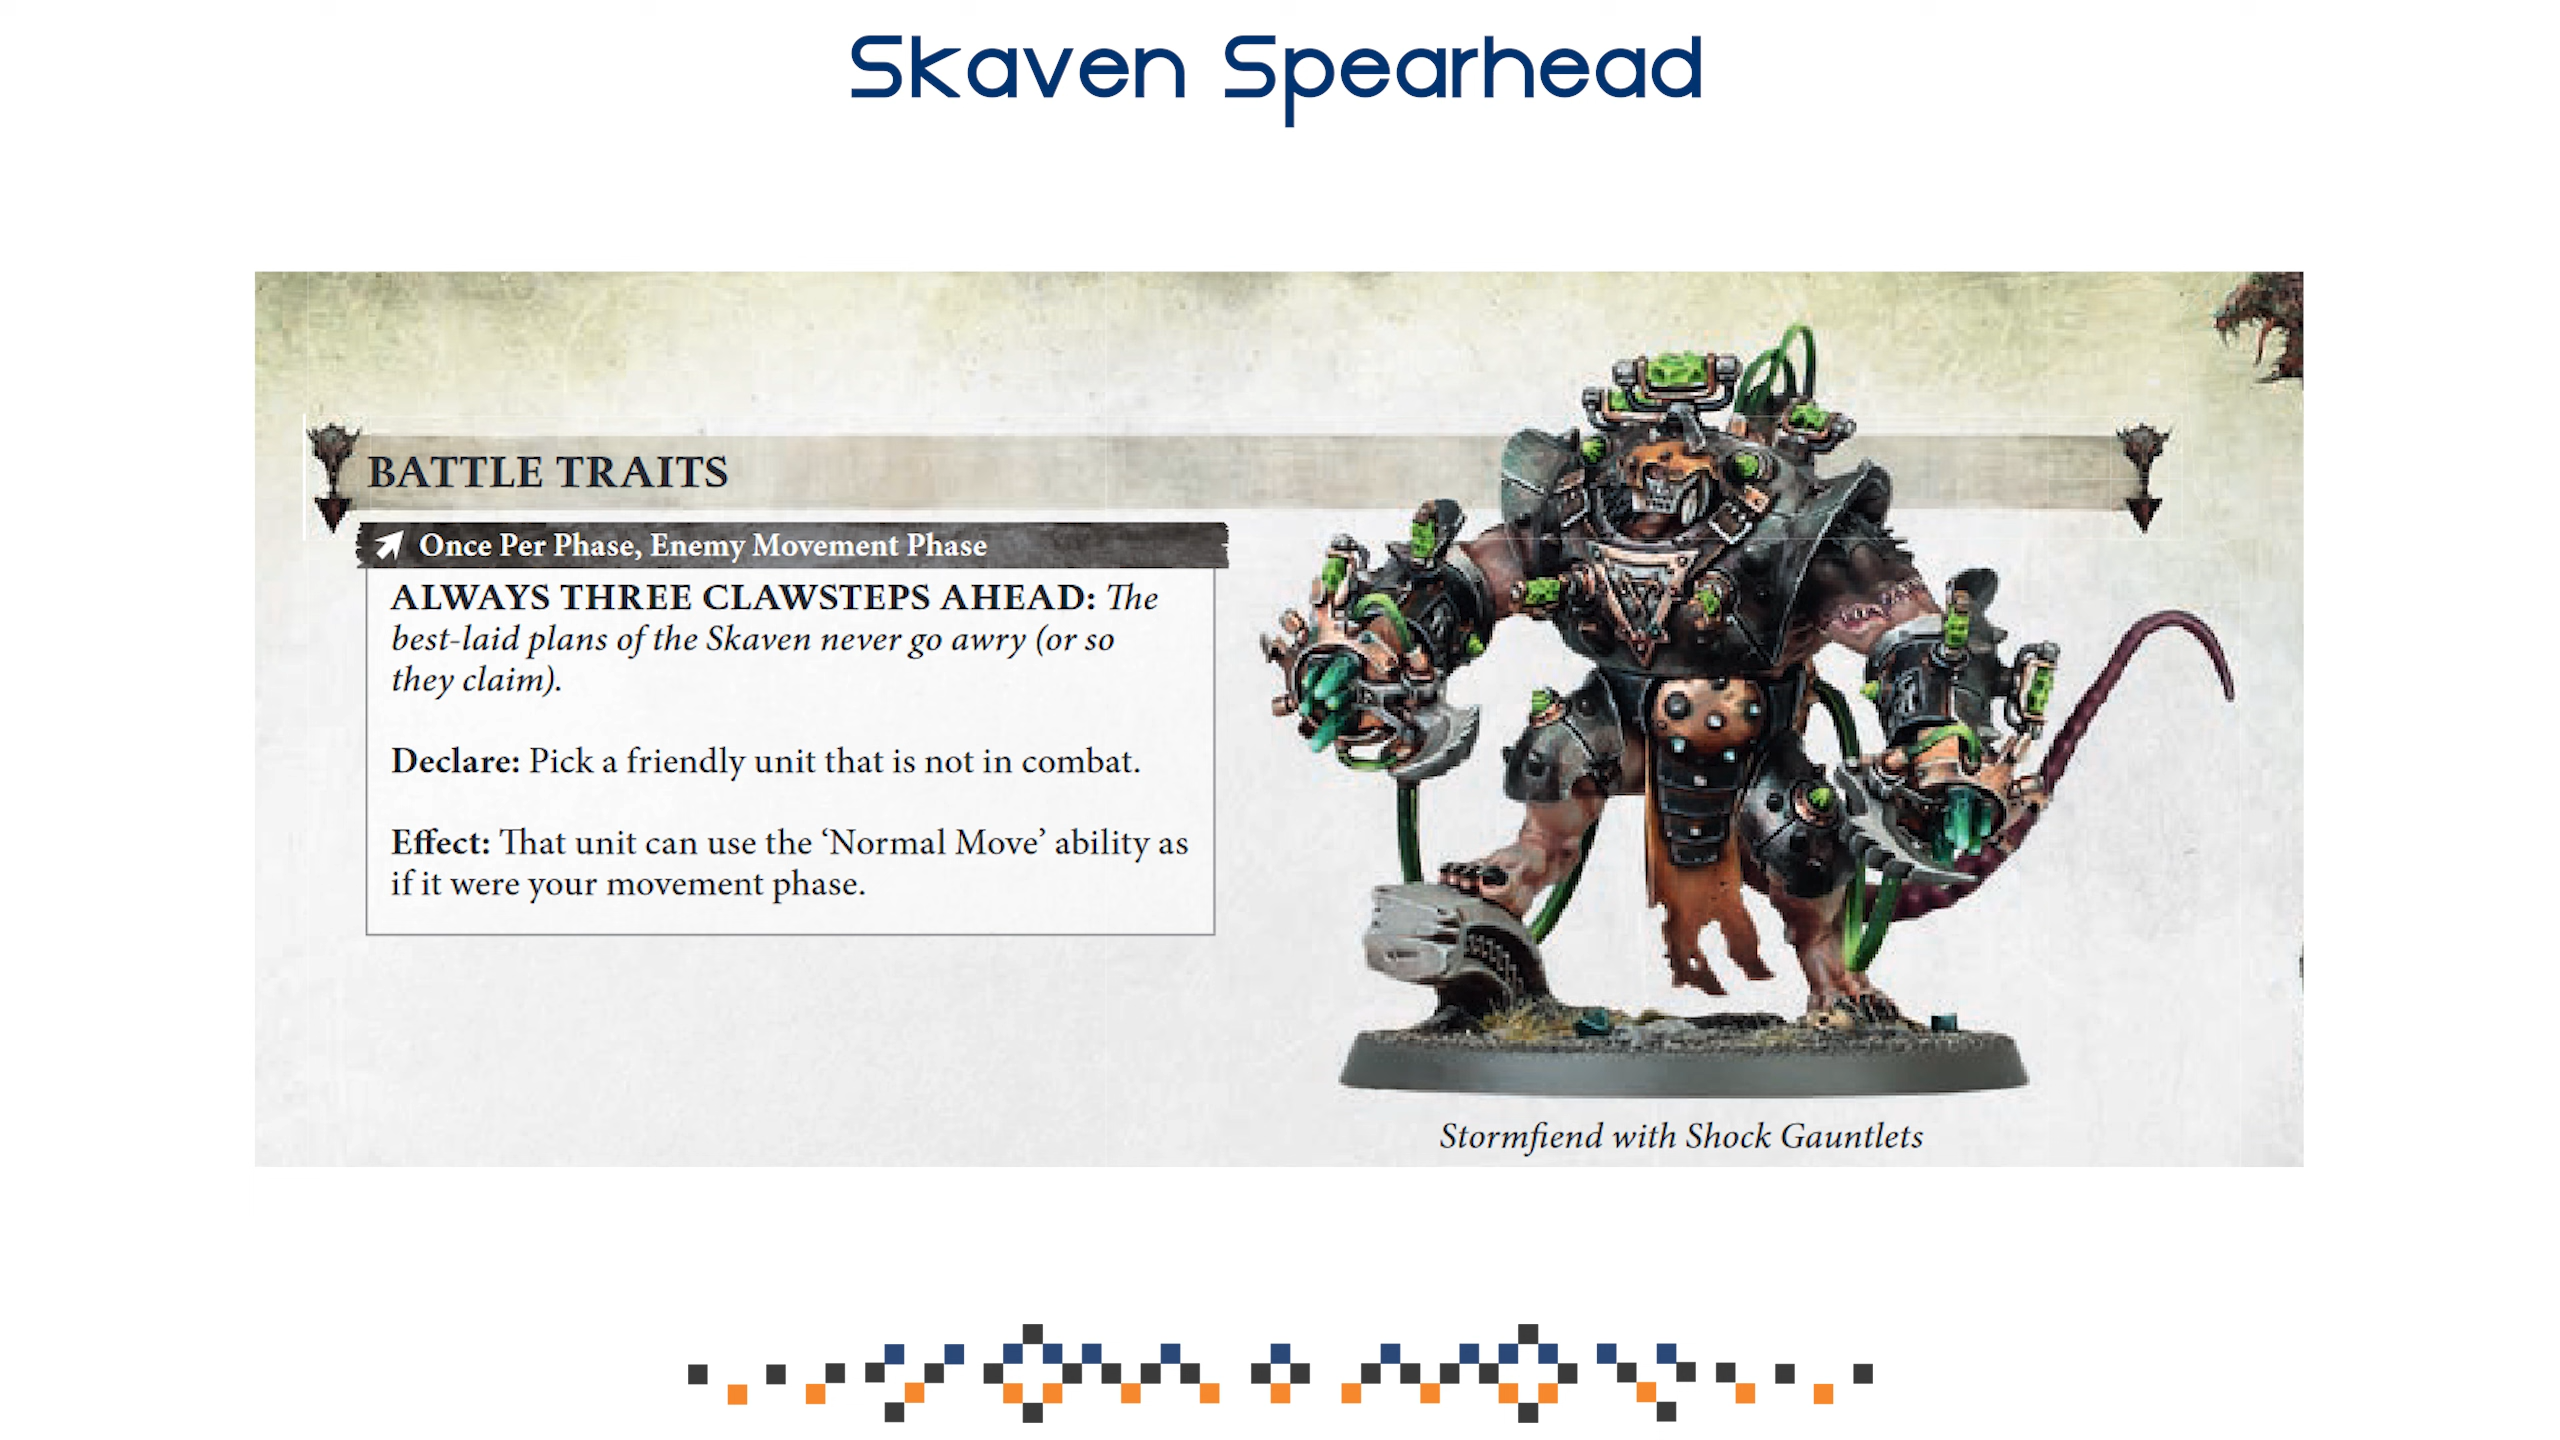 Skaven Spearhead
BATTLE TRAITS
Once Per Phase, Enemy Movement Phase
ALWAYS THREE CLAWSTEPS AHEAD: The
best-laid plans of the Skaven never go awry (or so
they claim).
Declare: Pick a friendly unit that is not in combat.
Effect: That unit can use the ‘Normal Move’ ability as
if it were your movement phase.
Stormfiend with Shock Gauntlets